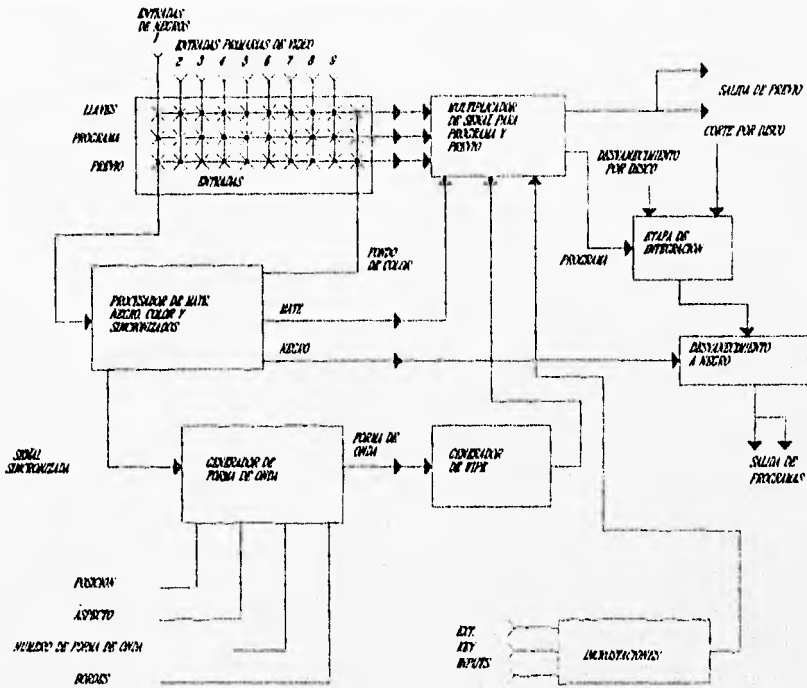 ENTRADAS
DE NEGROS
1
ENTRADAS PRIMARIAS DE VIDEO
2 3 4 5 6 7 8 9
LLAVES
PROGRAMA
PREVIO
ENTRADAS
MULTIPLICADOR
DE SEÑAL PARA
PROGRAMA Y
PREVIO
SALIDA DE PREVIO
CORTE POR DISCO
DESVANECIMIENTO
POR DISCO
ETAPA DE
INTEGRACION
PROGRAMA
FONDO
DE COLOR
PROCESADOR DE MATE,
NEGRO, COLOR Y
SINCRONIZADOS
MATE
NEGRO
DESVANECIMIENTO
A NEGRO
SALIDA DE
PROGRAMAS
SEÑAL
SINCRONIZADA
GENERADOR DE
FORMA DE ONDA
FORMA DE
ONDA
GENERADOR
DE WIPE
POSICION
ASPECTO
NUMERO DE FORMA DE ONDA
BORDES
EXT.
KEY
INPUTS
INCRUSTACIONES